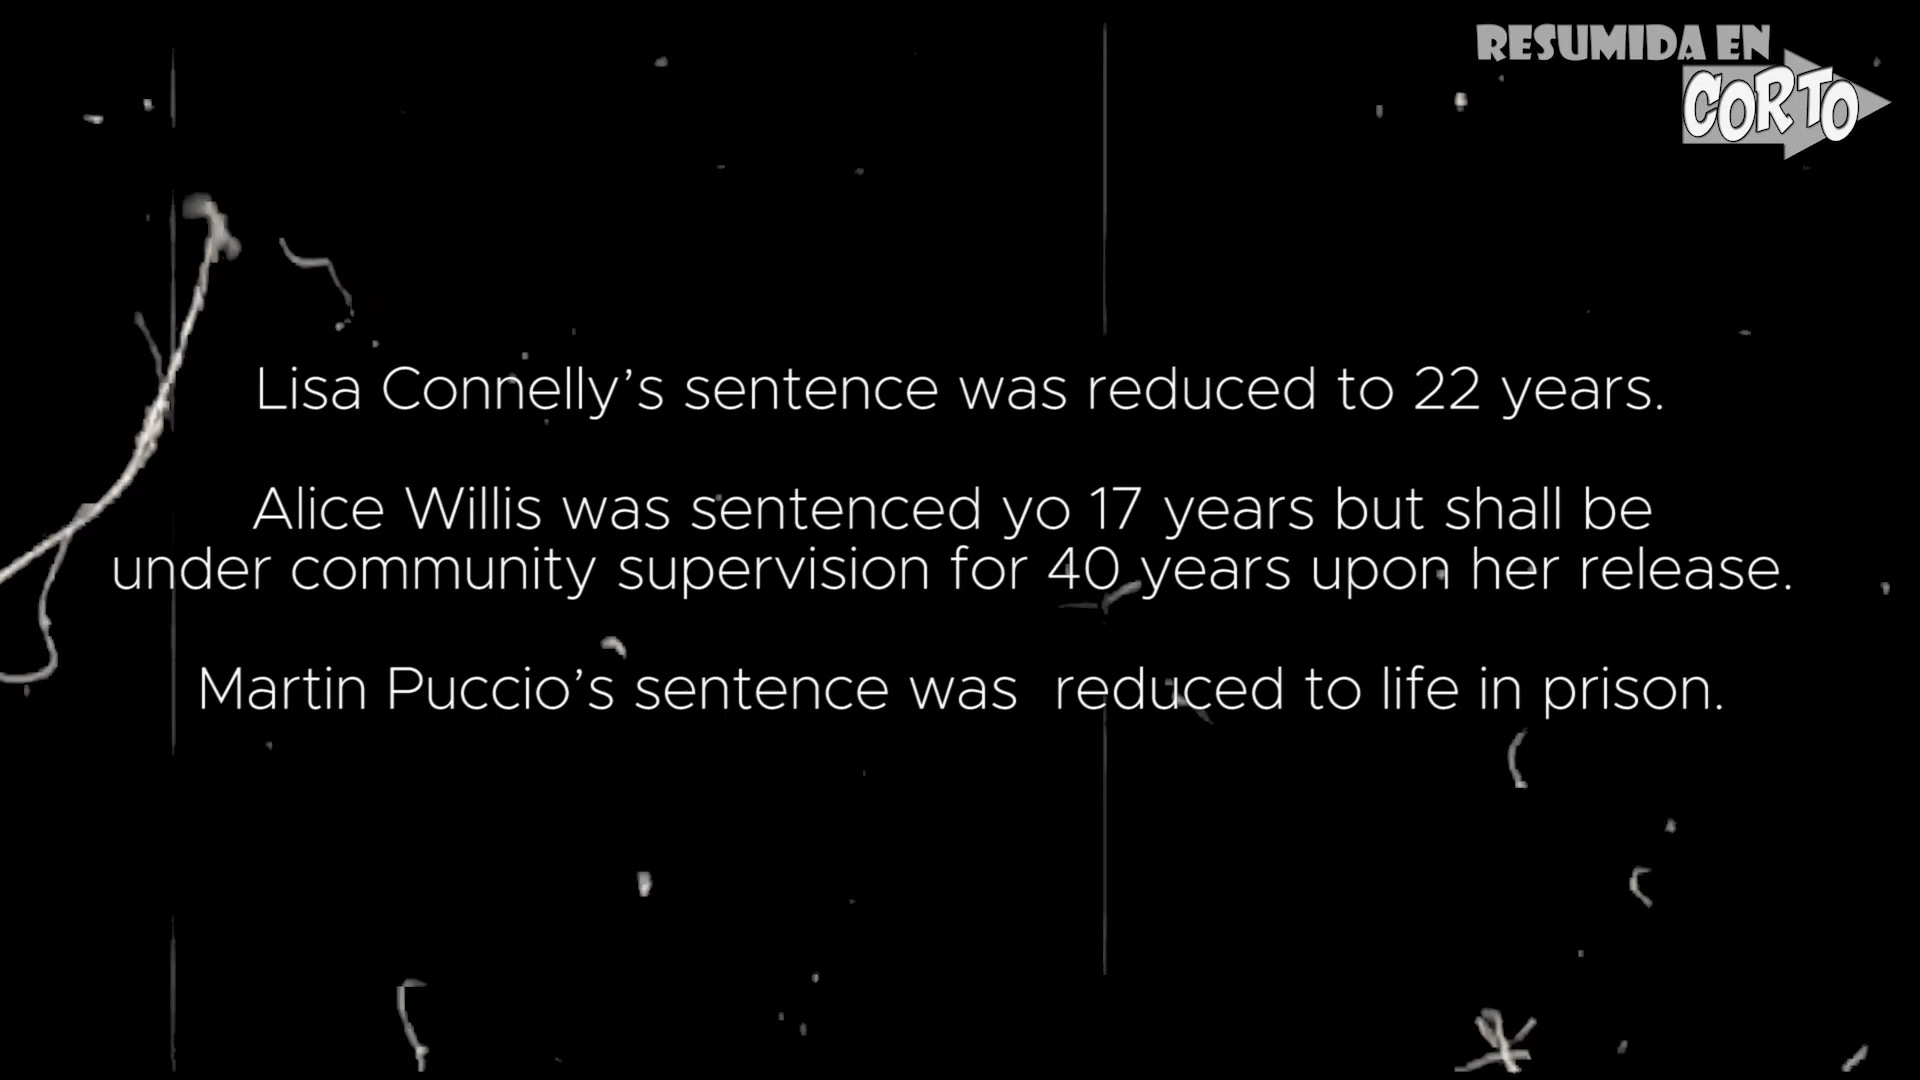 RESUMIDA EN
CORTO
Lisa Connelly’s sentence was reduced to 22 years.
Alice Willis was sentenced yo 17 years but shall be
under community supervision for 40 years upon her release.
Martin Puccio’s sentence was  reduced to life in prison.